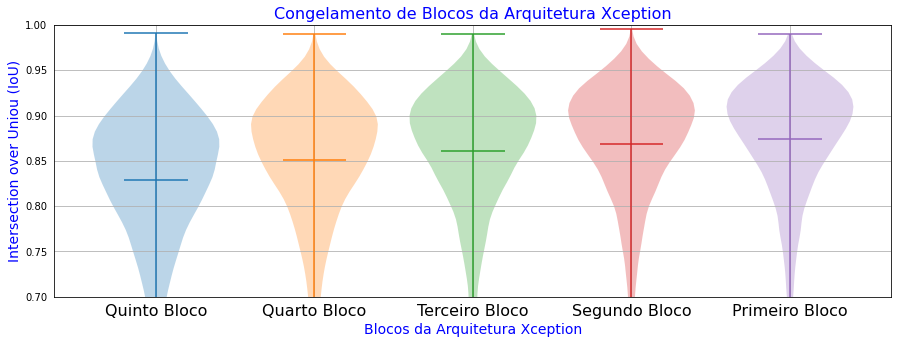 Congelamento de Blocos da Arquitetura Xception
Intersection over Uniou (IoU)
1.00
0.95
0.90
0.85
0.80
0.75
0.70
Quinto Bloco Quarto Bloco Terceiro Bloco Segundo Bloco Primeiro Bloco
Blocos da Arquitetura Xception